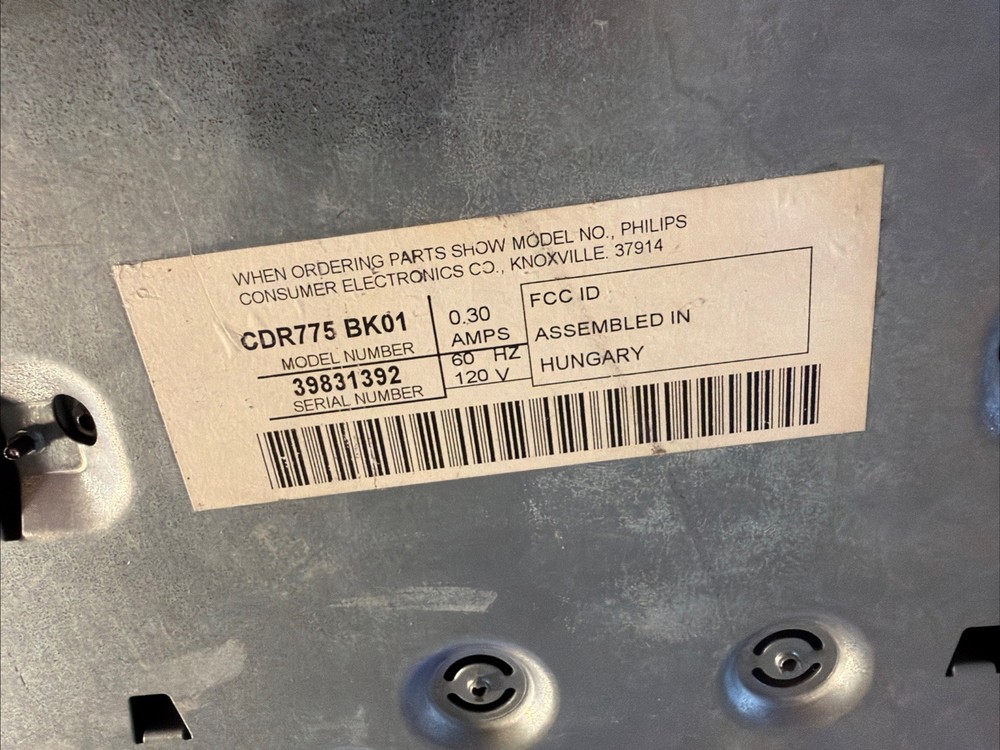 WHEN ORDERING PARTS SHOW MODEL NO., PHILIPS
CONSUMER ELECTRONICS CO., KNOXVILLE. 37914
CDR775 BK01
MODEL NUMBER
39831392
SERIAL NUMBER
0.30
AMPS
60 HZ
120 V
FCC ID
ASSEMBLED IN
HUNGARY